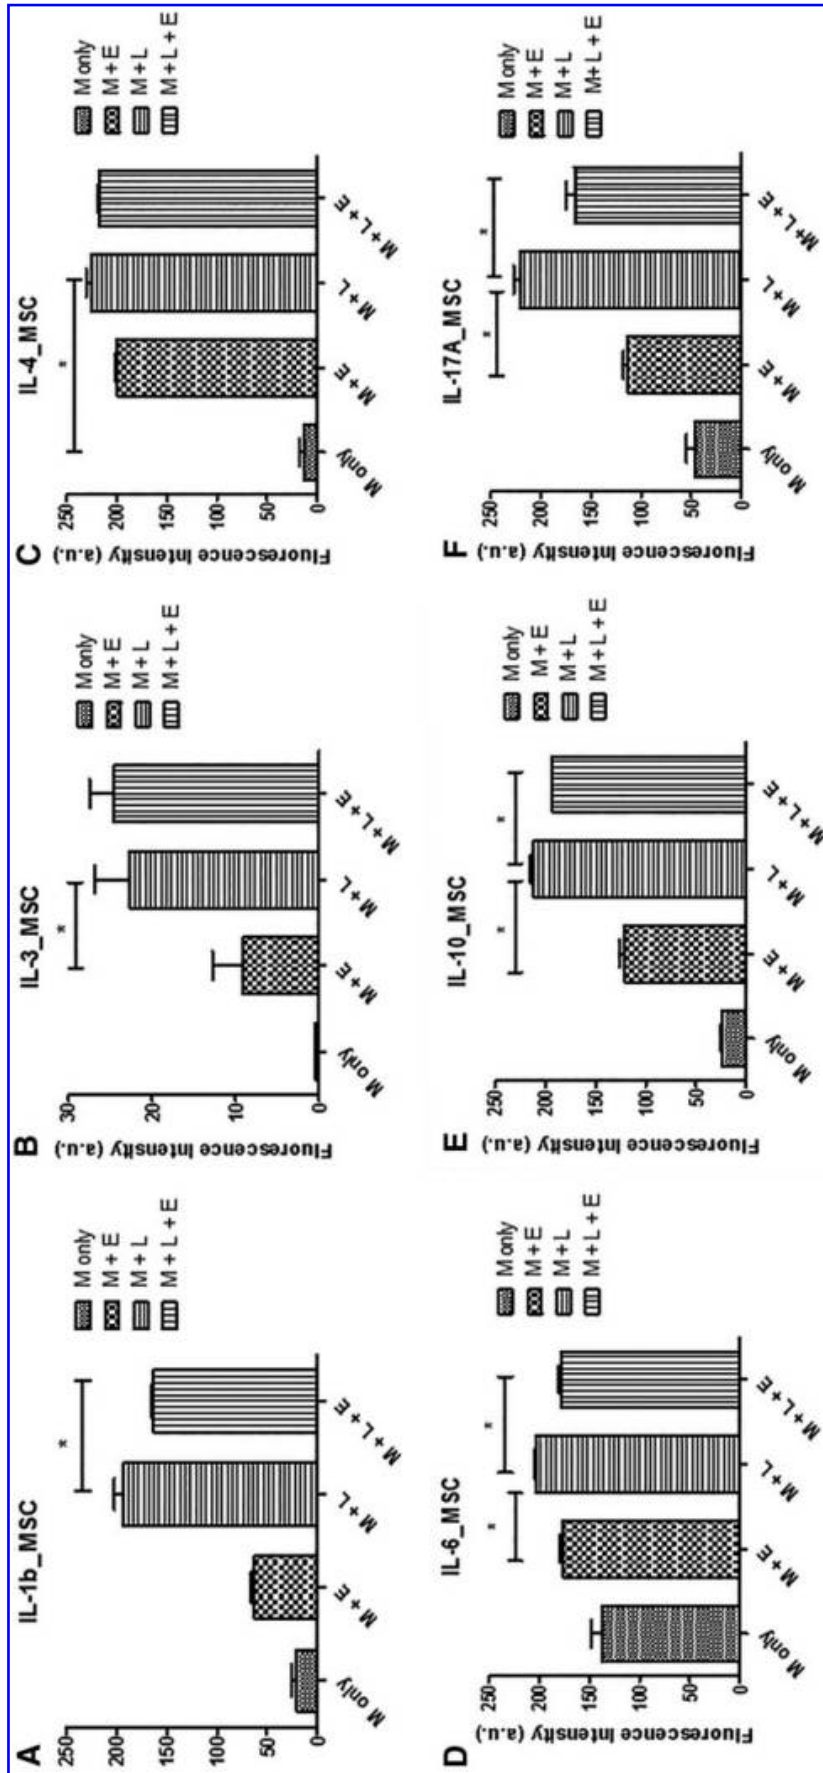 A
IL-1b_MSC
Fluorescence Intensity (a.u.)
250
200
150
100
50
0
*
M only
M + E
M + L
M + L + E
M only
M + E
M + L
M + L + E
B
IL-3_MSC
Fluorescence Intensity (a.u.)
30
20
10
0
*
M only
M + E
M + L
M + L + E
M only
M + E
M + L
M + L + E
C
IL-4_MSC
Fluorescence Intensity (a.u.)
250
200
150
100
50
0
*
M only
M + E
M + L
M + L + E
M only
M + E
M + L
M + L + E
D
IL-6_MSC
Fluorescence Intensity (a.u.)
250
200
150
100
50
0
*
*
M only
M + E
M + L
M + L + E
M only
M + E
M + L
M + L + E
E
IL-10_MSC
Fluorescence Intensity (a.u.)
250
200
150
100
50
0
*
*
M only
M + E
M + L
M + L + E
M only
M + E
M + L
M + L + E
F
IL-17A_MSC
Fluorescence Intensity (a.u.)
250
200
150
100
50
0
*
*
M only
M + E
M + L
M+ L + E
M only
M + E
M + L
M+ L + E